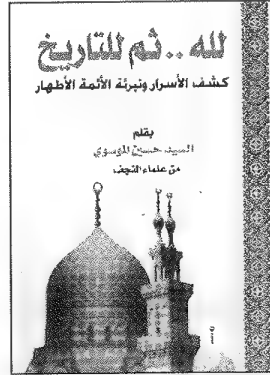 لله .. ثم للتاريخ
كشف الأسرار وتبرئة الأئمة الأطهار
بقلم
السيد حسين الموسوي
من علماء النجف